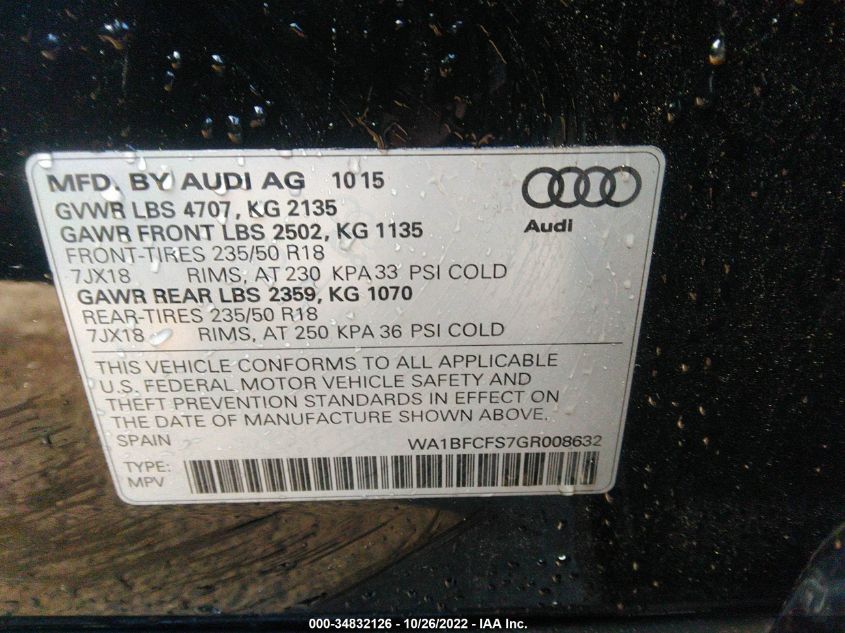 MFD. BY AUDI AG 1015
GVWR LBS 4707, KG 2135
GAWR FRONT LBS 2502, KG 1135
FRONT-TIRES 235/50 R18
7JX18 RIMS, AT 230 KPA 33 PSI COLD
GAWR REAR LBS 2359, KG 1070
REAR-TIRES 235/50 R18
7JX18 RIMS, AT 250 KPA 36 PSI COLD
Audi
THIS VEHICLE CONFORMS TO ALL APPLICABLE
U.S. FEDERAL MOTOR VEHICLE SAFETY AND
THEFT PREVENTION STANDARDS IN EFFECT ON
THE DATE OF MANUFACTURE SHOWN ABOVE.
SPAIN WA1BFCFS7GR008632
TYPE:
MPV
000-34832126 - 10/26/2022 - IAA Inc.